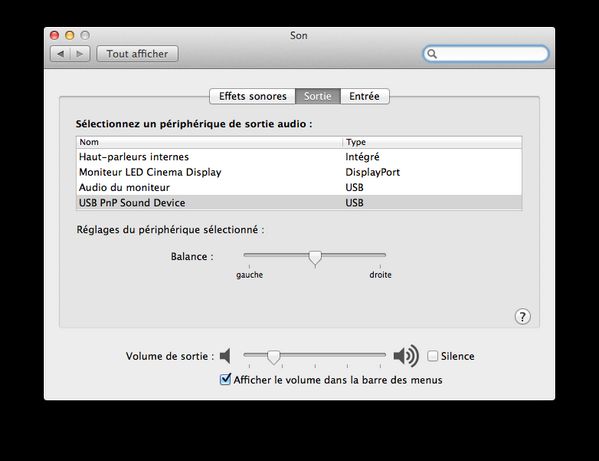 Son
Tout afficher
Effets sonores Sortie Entrée
Sélectionnez un périphérique de sortie audio :
Nom Type
Haut-parleurs internes Intégré
Moniteur LED Cinema Display DisplayPort
Audio du moniteur USB
USB PnP Sound Device USB
Réglages du périphérique sélectionné :
Balance :
gauche droite
?
Volume de sortie : Silence
Afficher le volume dans la barre des menus